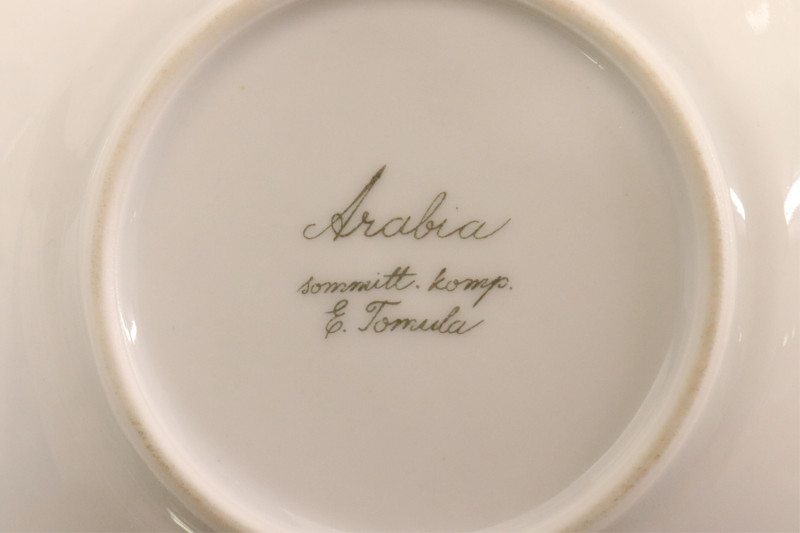 Arabia
sommitt. komp.
E. Tomula